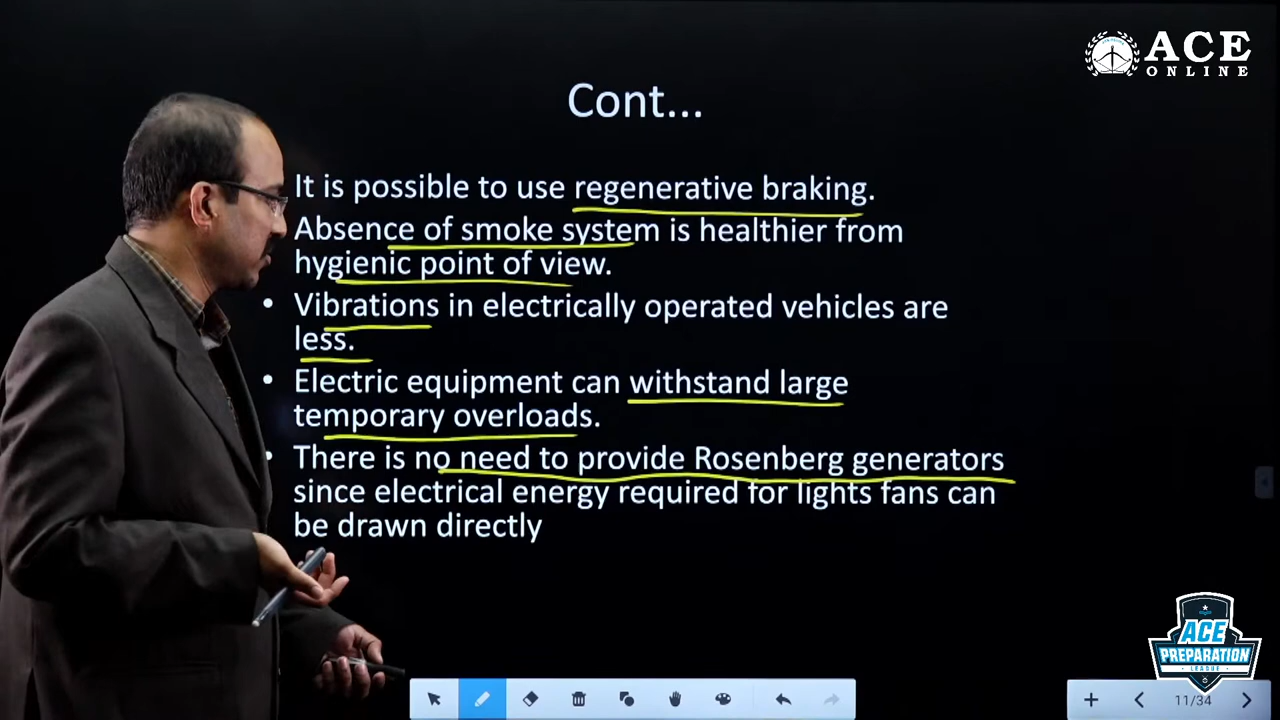 ACE
ONLINE
Cont...
It is possible to use regenerative braking.
Absence of smoke system is healthier from
hygienic point of view.
• Vibrations in electrically operated vehicles are
less.
• Electric equipment can withstand large
temporary overloads.
• There is no need to provide Rosenberg generators
since electrical energy required for lights fans can
be drawn directly
ACE
PREPARATION
LEAGUE
11/34